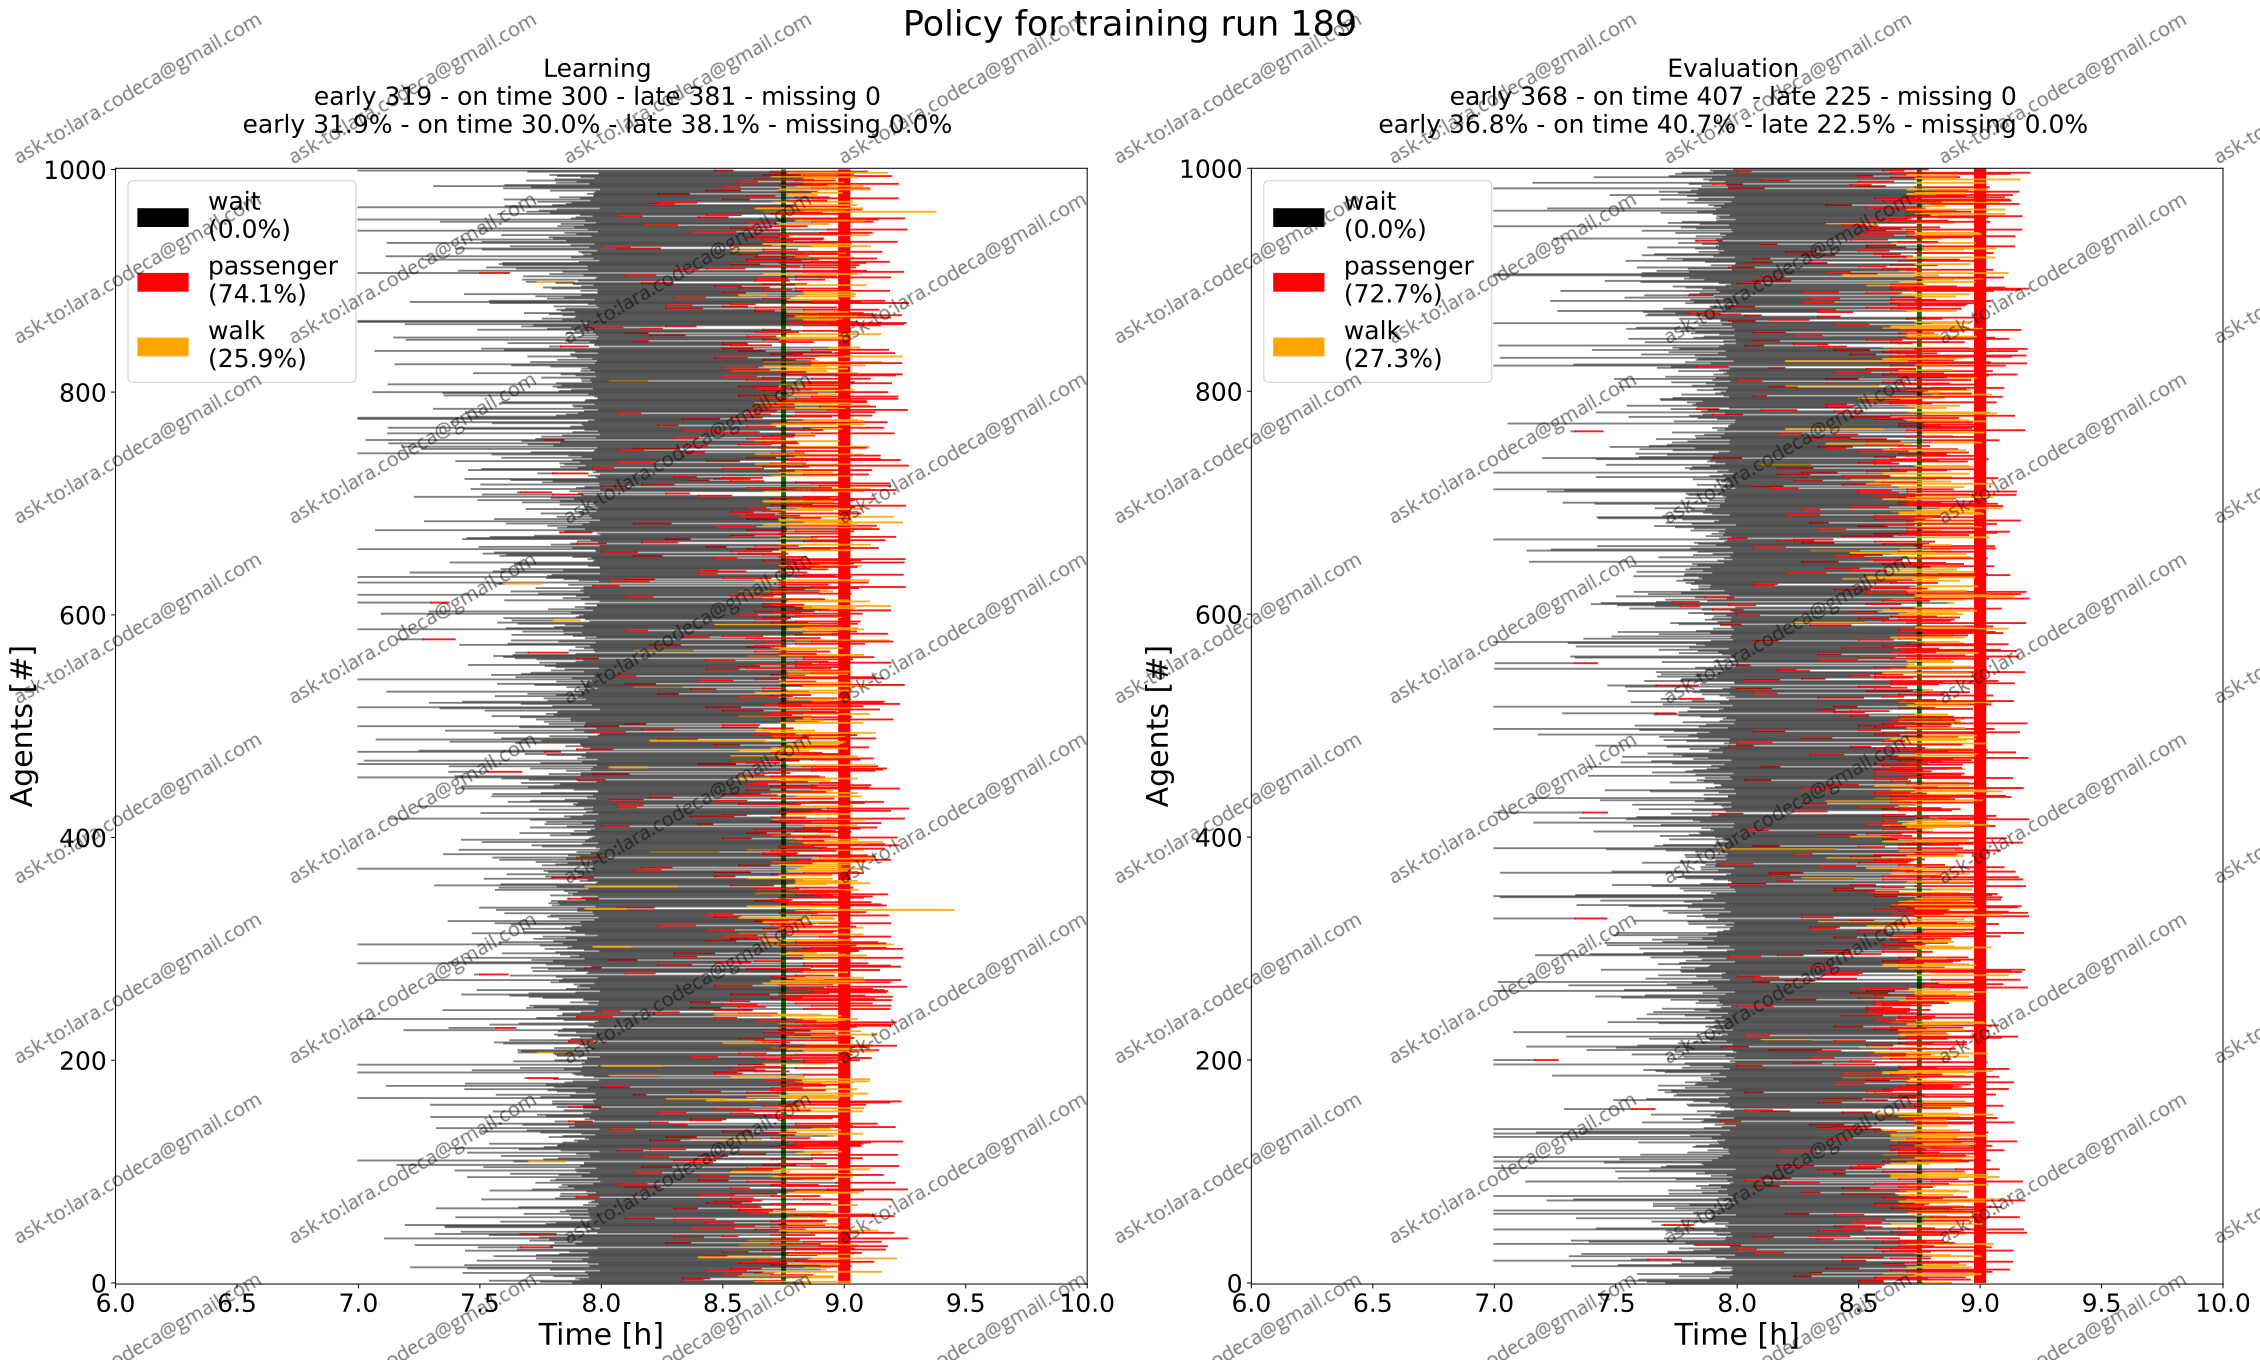 Policy for training run 189
Learning
early 319 - on time 300 - late 381 - missing 0
early 31.9% - on time 30.0% - late 38.1% - missing 0.0%
wait
(0.0%)
passenger
(74.1%)
walk
(25.9%)
1000
800
600
400
200
0
Agents [#]
6.0 6.5 7.0 7.5 8.0 8.5 9.0 9.5 10.0
Time [h]
Evaluation
early 368 - on time 407 - late 225 - missing 0
early 36.8% - on time 40.7% - late 22.5% - missing 0.0%
wait
(0.0%)
passenger
(72.7%)
walk
(27.3%)
1000
800
600
400
200
0
Agents [#]
6.0 6.5 7.0 7.5 8.0 8.5 9.0 9.5 10.0
Time [h]
ask-to:lara.codeca@gmail.com